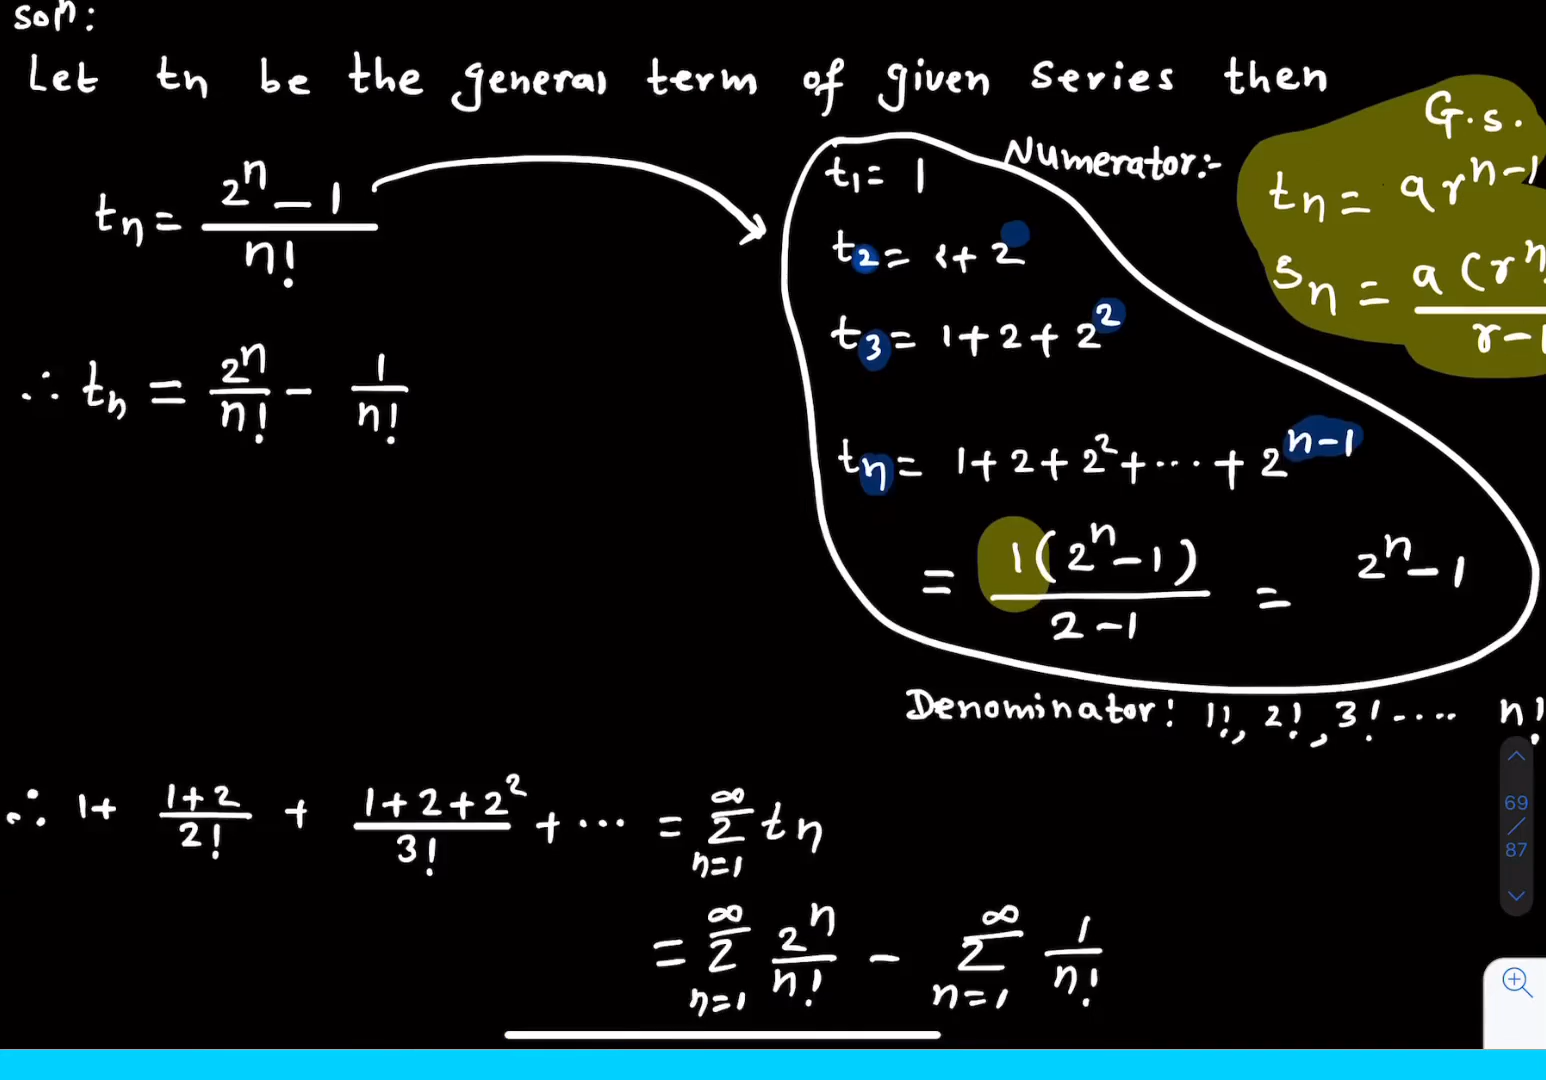 soln:
Let tn be the general term of given series then
tn = (2^n - 1)/n!
∴ tn = 2^n/n! - 1/n!
Numerator:-
t1 = 1
t2 = 1+2
t3 = 1+2+2^2
tn = 1+2+2^2+ ... + 2^(n-1)
= 1(2^n - 1)/(2-1) = 2^n - 1
G.S.
tn = ar^(n-1)
Sn = a(r^n
r-1
Denominator: 1!, 2!, 3! .... n!
∴ 1 + (1+2)/2! + (1+2+2^2)/3! + ... = ∞ Σ n=1 tn
= ∞ Σ n=1 2^n/n! - ∞ Σ n=1 1/n!
69
/
87